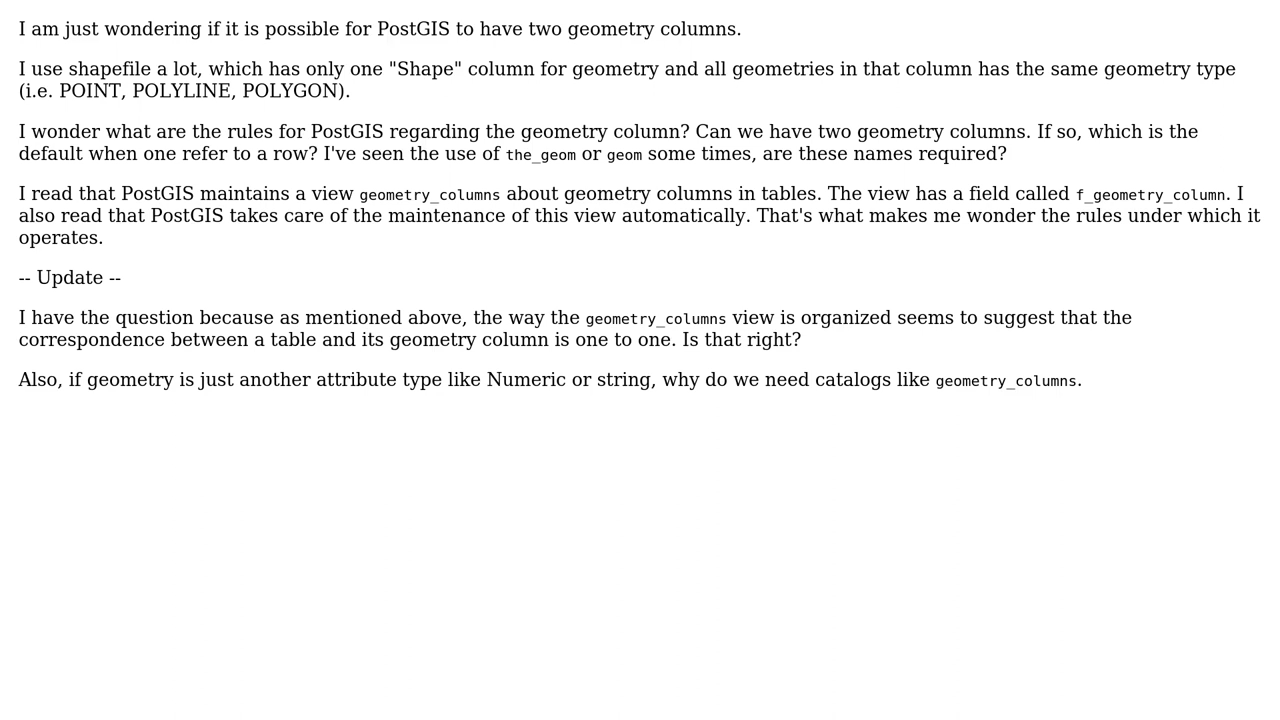 I am just wondering if it is possible for PostGIS to have two geometry columns.
I use shapefile a lot, which has only one "Shape" column for geometry and all geometries in that column has the same geometry type
(i.e. POINT, POLYLINE, POLYGON).
I wonder what are the rules for PostGIS regarding the geometry column? Can we have two geometry columns. If so, which is the
default when one refer to a row? I've seen the use of the_geom or geom some times, are these names required?
I read that PostGIS maintains a view geometry_columns about geometry columns in tables. The view has a field called f_geometry_column. I
also read that PostGIS takes care of the maintenance of this view automatically. That's what makes me wonder the rules under which it
operates.
-- Update --
I have the question because as mentioned above, the way the geometry_columns view is organized seems to suggest that the
correspondence between a table and its geometry column is one to one. Is that right?
Also, if geometry is just another attribute type like Numeric or string, why do we need catalogs like geometry_columns.